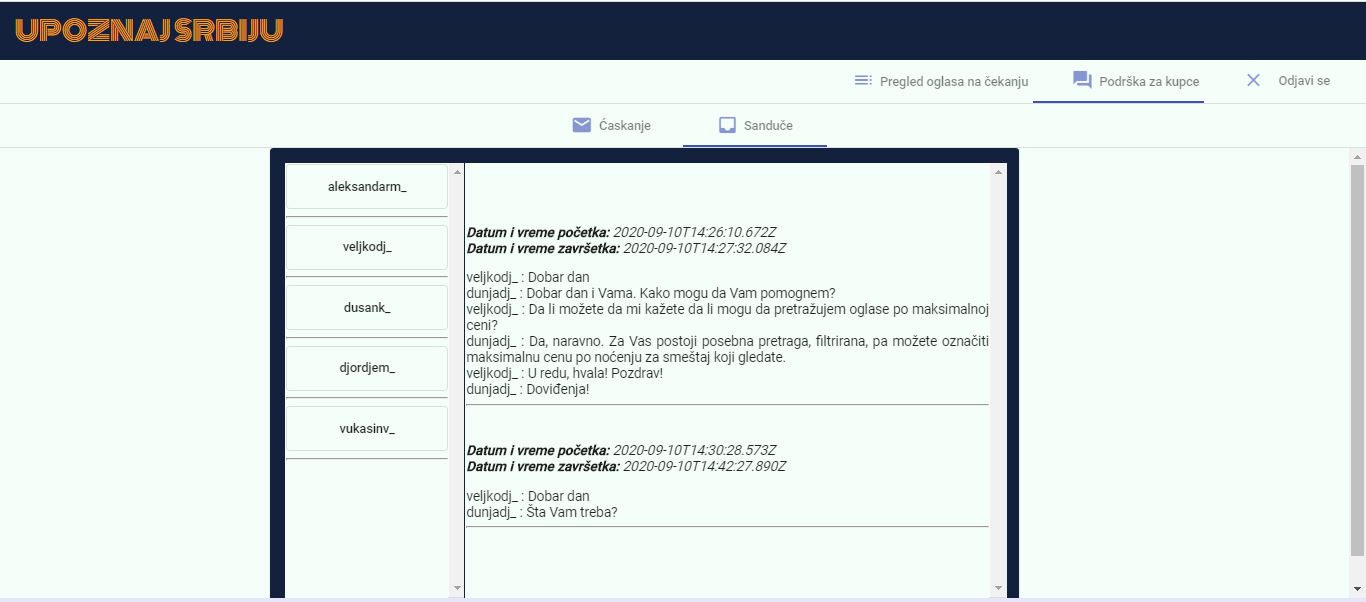 UPOZNAJ SRBIJU
Pregled oglasa na čekanju
Podrška za kupce
Odjavi se
Ćaskanje
Sanduče
aleksandarm_
veljkodj_
dusank_
djordjem_
vukasinv_
Datum i vreme početka: 2020-09-10T14:26:10.672Z
Datum i vreme završetka: 2020-09-10T14:27:32.084Z
veljkodj_ : Dobar dan
dunjadj_ : Dobar dan i Vama. Kako mogu da Vam pomognem?
veljkodj_ : Da li možete da mi kažete da li mogu da pretražujem oglase po maksimalnoj
ceni?
dunjadj_ : Da, naravno. Za Vas postoji posebna pretraga, filtrirana, pa možete označiti
maksimalnu cenu po noćenju za smeštaj koji gledate.
veljkodj_ : U redu, hvala! Pozdrav!
dunjadj_ : Doviđenja!
Datum i vreme početka: 2020-09-10T14:30:28.573Z
Datum i vreme završetka: 2020-09-10T14:42:27.890Z
veljkodj_ : Dobar dan
dunjadj_ : Šta Vam treba?